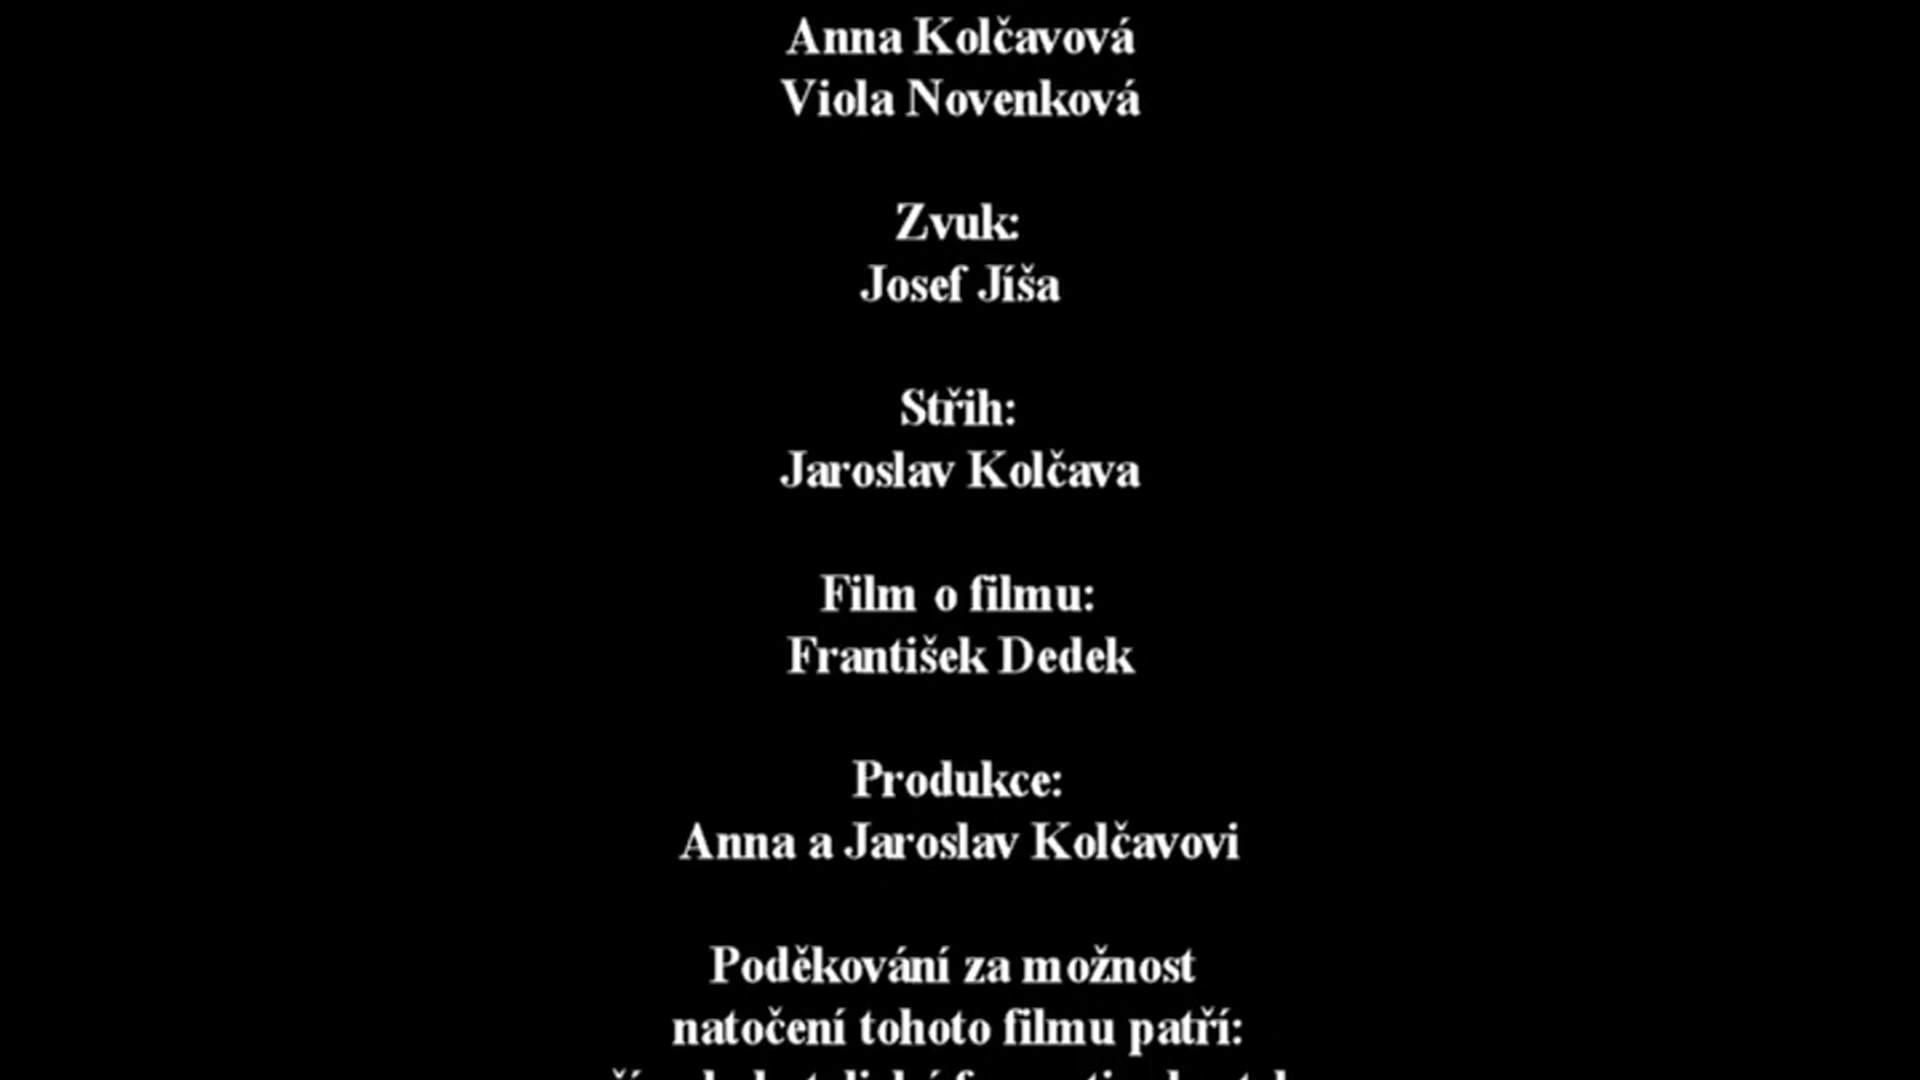 Anna Kolčavová
Viola Novenková
Zvuk:
Josef Jíša
Střih:
Jaroslav Kolčava
Film o filmu:
František Dedek
Produkce:
Anna a Jaroslav Kolčavovi
Poděkování za možnost
natočení tohoto filmu patří: